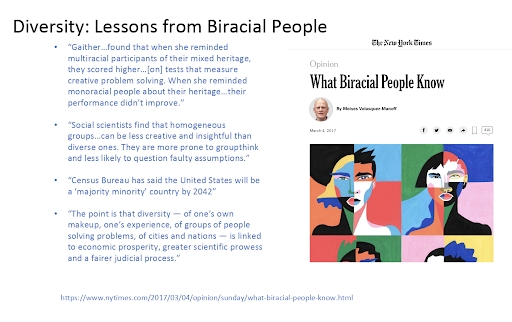 Diversity: Lessons from Biracial People
• “Gaither…found that when she reminded
multiracial participants of their mixed heritage,
they scored higher…[on] tests that measure
creative problem solving. When she reminded
monoracial people about their heritage…their
performance didn’t improve.”
• “Social scientists find that homogeneous
groups…can be less creative and insightful than
diverse ones. They are more prone to groupthink
and less likely to question faulty assumptions.”
• “Census Bureau has said the United States will be
a ‘majority minority’ country by 2042”
• “The point is that diversity — of one’s own
makeup, one’s experience, of groups of people
solving problems, of cities and nations — is linked
to economic prosperity, greater scientific prowess
and a fairer judicial process.”
The New York Times
Opinion
What Biracial People Know
By Moises Velasquez-Manoff
March 4, 2017
https://www.nytimes.com/2017/03/04/opinion/sunday/what-biracial-people-know.html